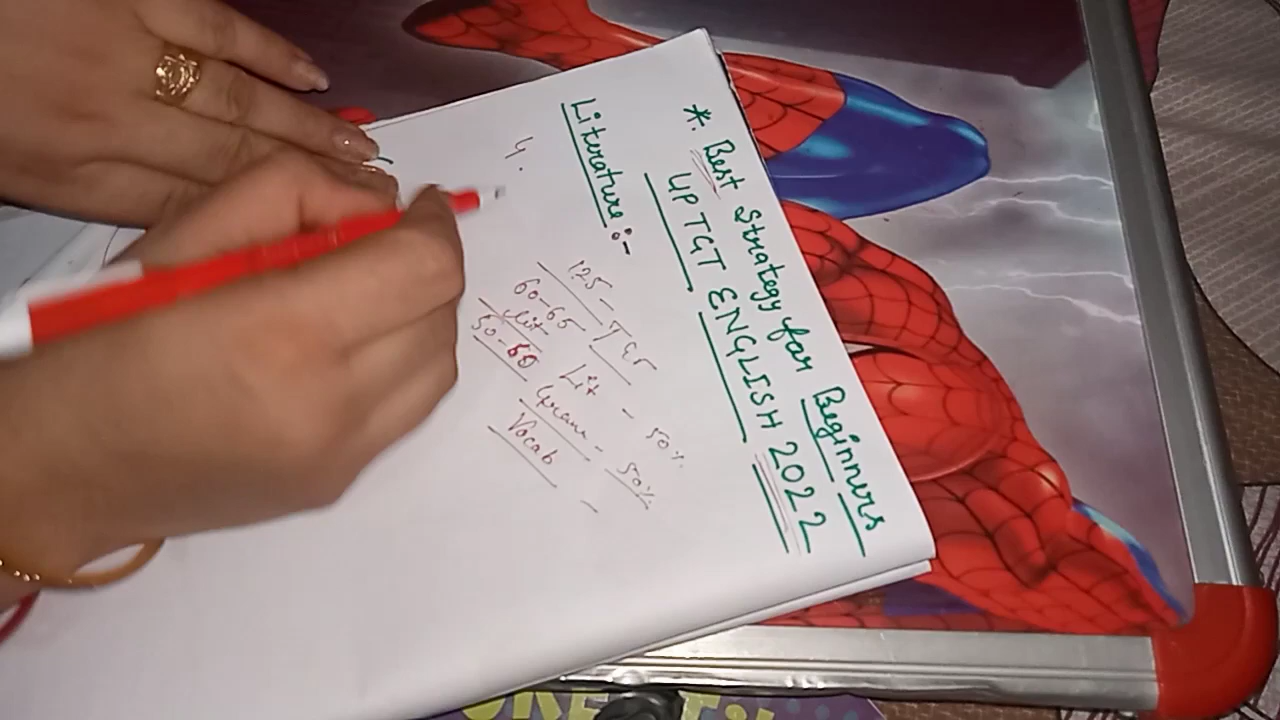 *. Best Strategy for Beginners
UP TGT ENGLISH 2022
Literature :-
125 -
60-65 Lit - 50%
Lit
50-60 Gram - 50%
Vocab -
4.